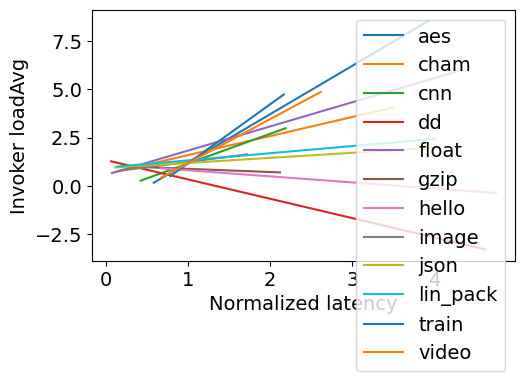 7.5
5.0
2.5
0.0
−2.5
Invoker loadAvg
0
1
2
3
4
Normalized latency
aes
cham
cnn
dd
float
gzip
hello
image
json
lin_pack
train
video